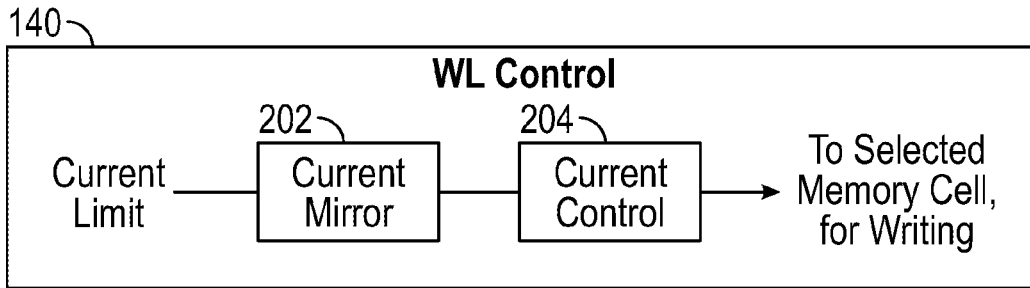 140
WL Control
202
204
Current
Limit
Current
Mirror
Current
Control
To Selected
Memory Cell,
for Writing